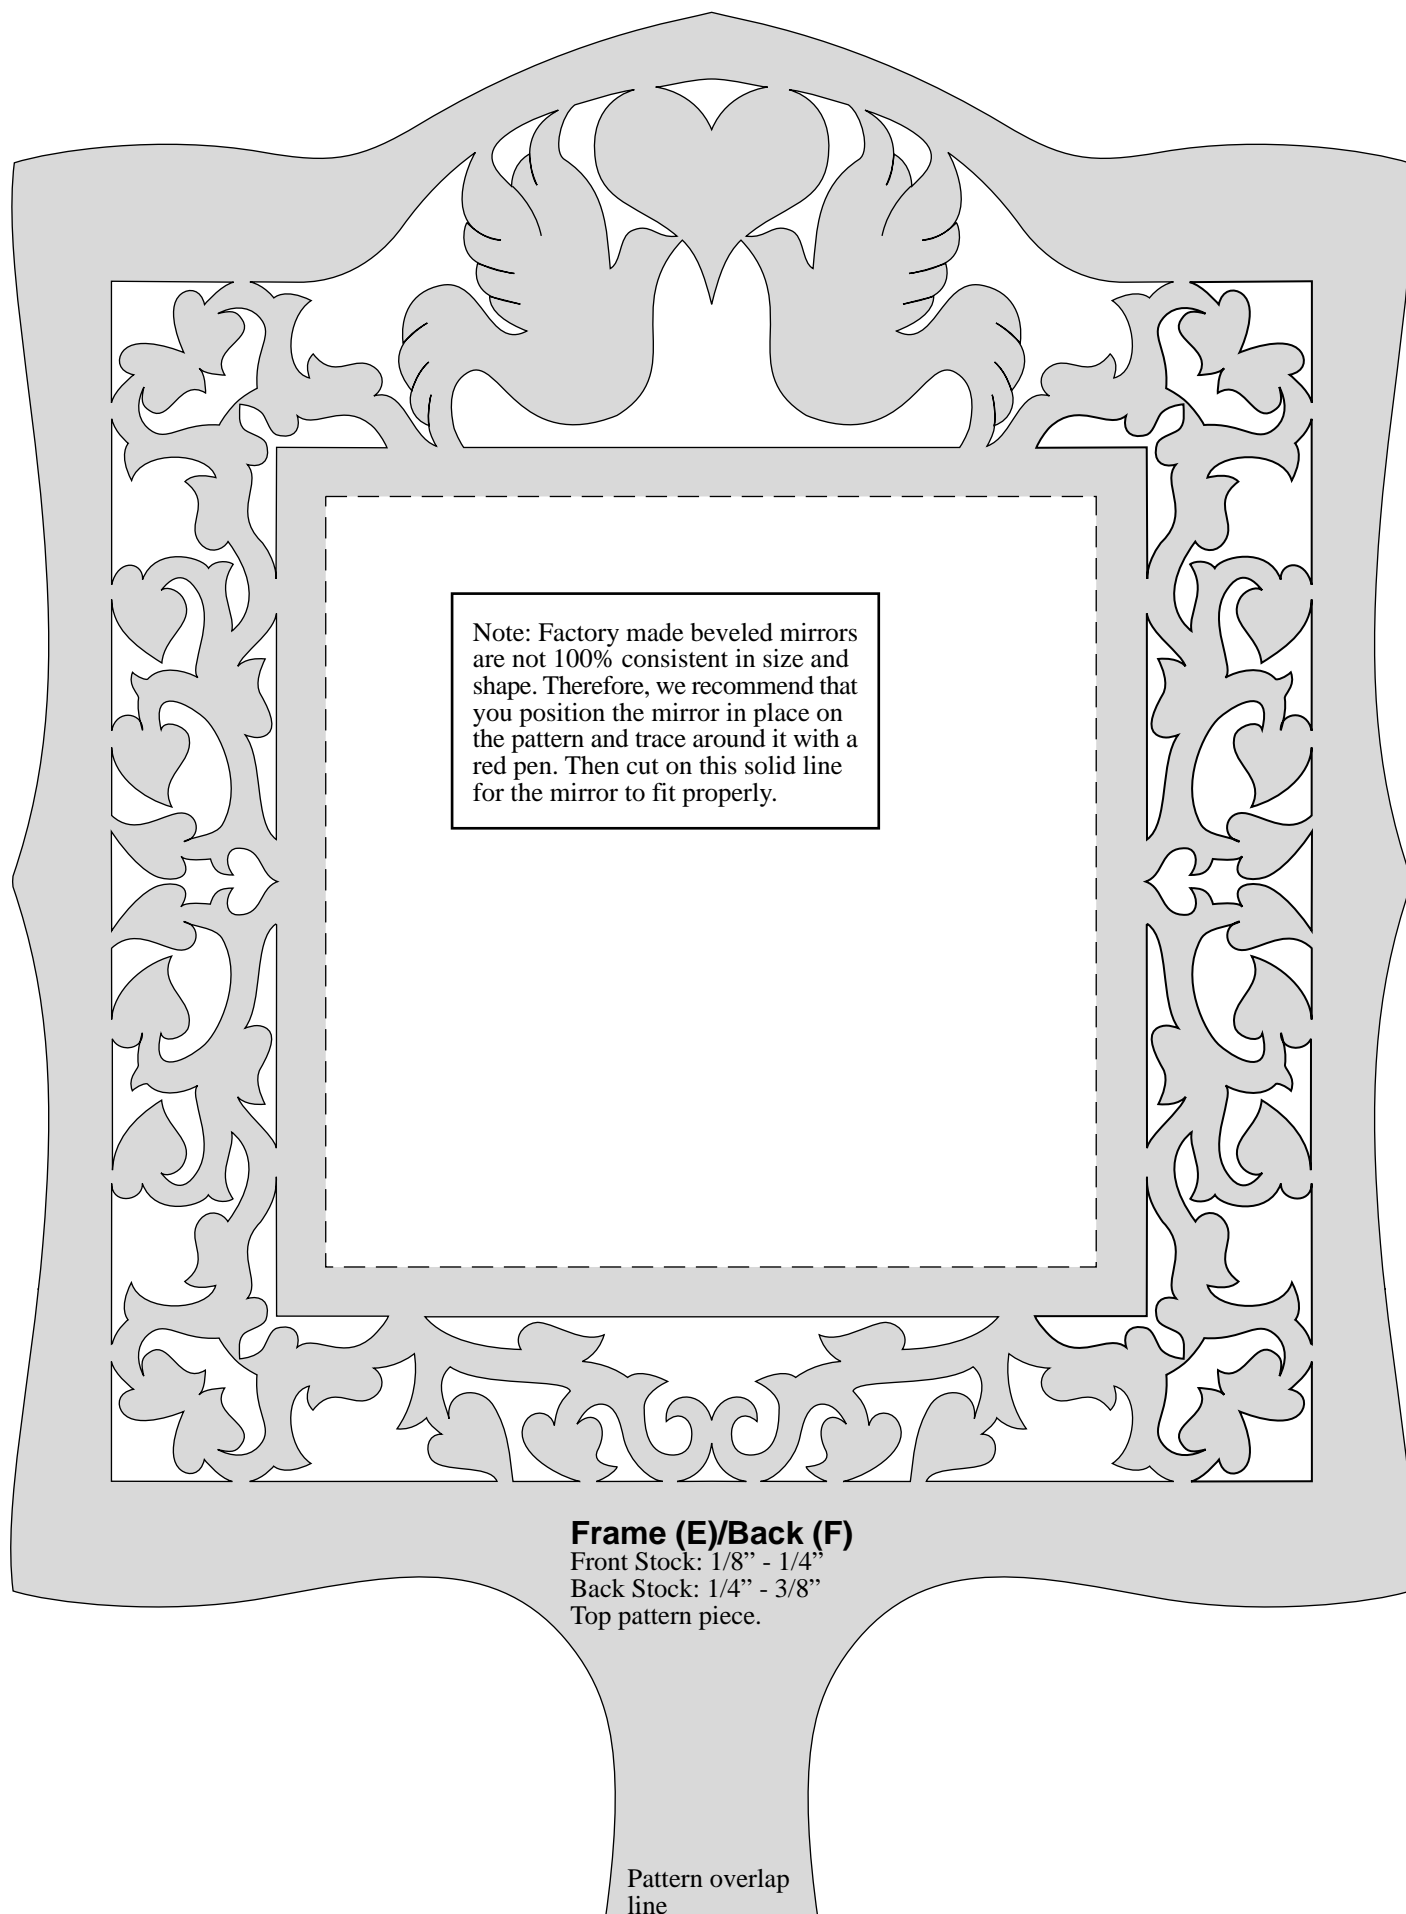 Note: Factory made beveled mirrors
are not 100% consistent in size and
shape. Therefore, we recommend that
you position the mirror in place on
the pattern and trace around it with a
red pen. Then cut on this solid line
for the mirror to fit properly.
Frame (E)/Back (F)
Front Stock: 1/8” - 1/4”
Back Stock: 1/4” - 3/8”
Top pattern piece.
Pattern overlap
line